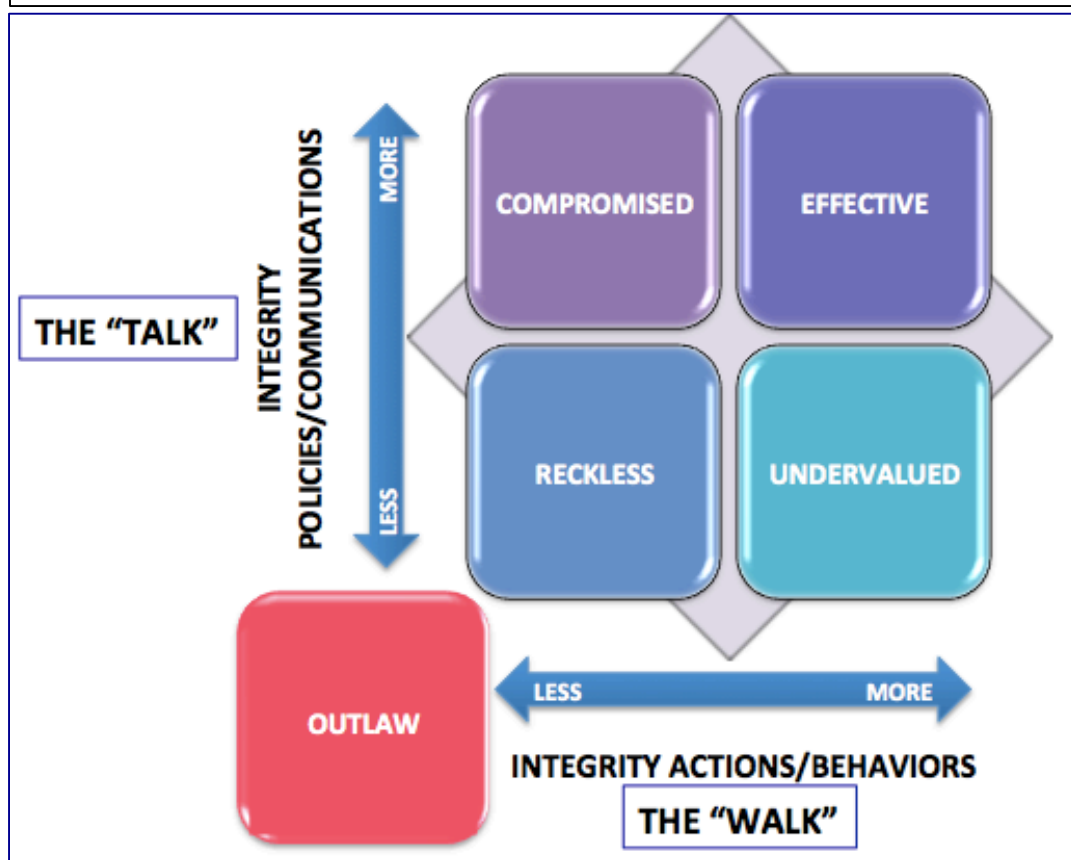 COMPROMISED
EFFECTIVE
MORE
INTEGRITY
POLICIES/COMMUNICATIONS
THE “TALK”
LESS
RECKLESS
UNDERVALUED
OUTLAW
LESS
MORE
INTEGRITY ACTIONS/BEHAVIORS
THE “WALK”